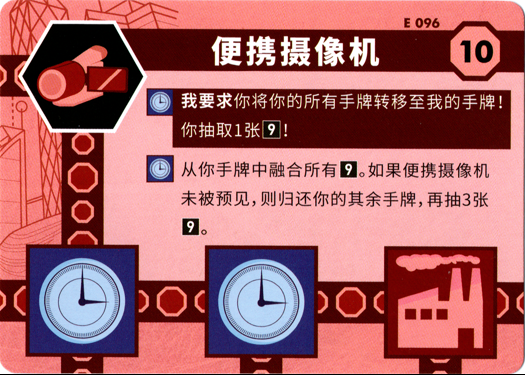 E 096
便携摄像机
10
我要求你将你的所有手牌转移至我的手牌!
你抽取1张9!
从你手牌中融合所有9。如果便携摄像机
未被预见,则归还你的其余手牌,再抽3张
9。